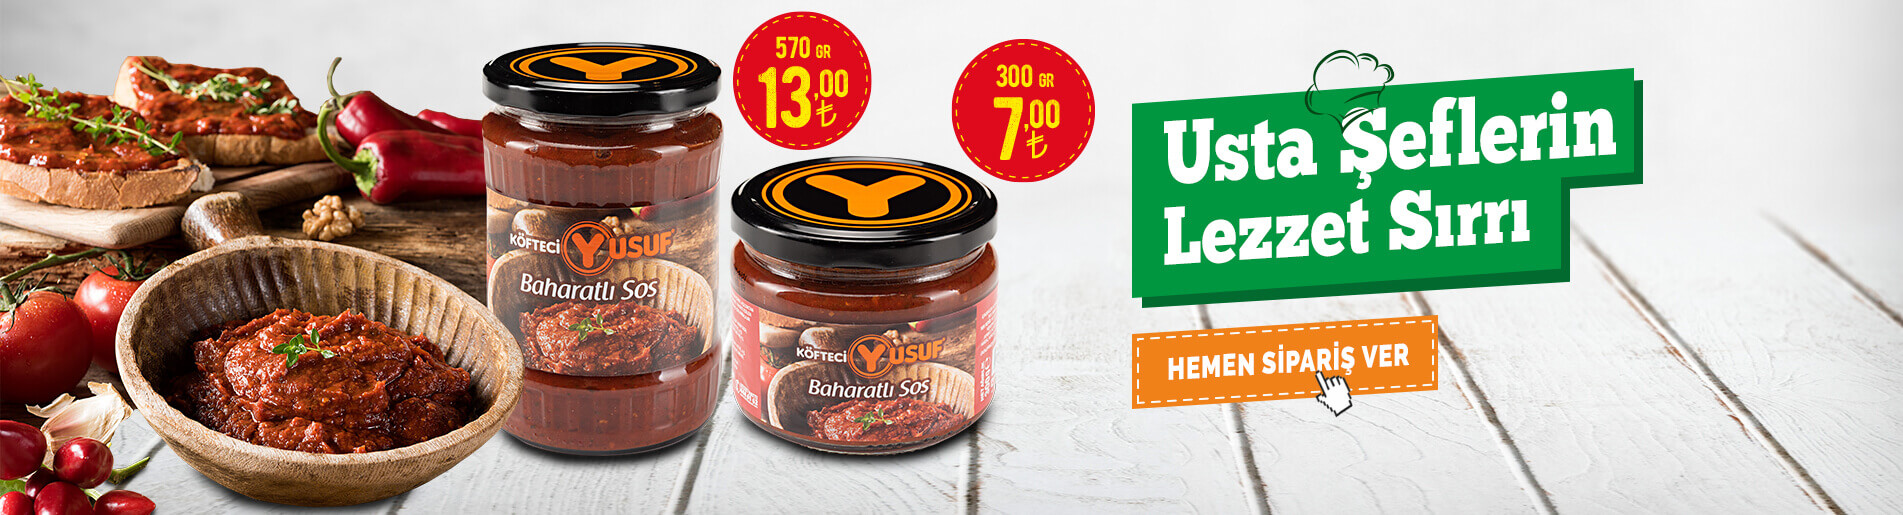 570 GR
13,00 ₺
300 GR
7,00 ₺
KÖFTECİ YUSUF
Baharatlı Sos
KÖFTECİ YUSUF
Baharatlı Sos
Usta Şeflerin
Lezzet Sırrı
HEMEN SİPARİŞ VER